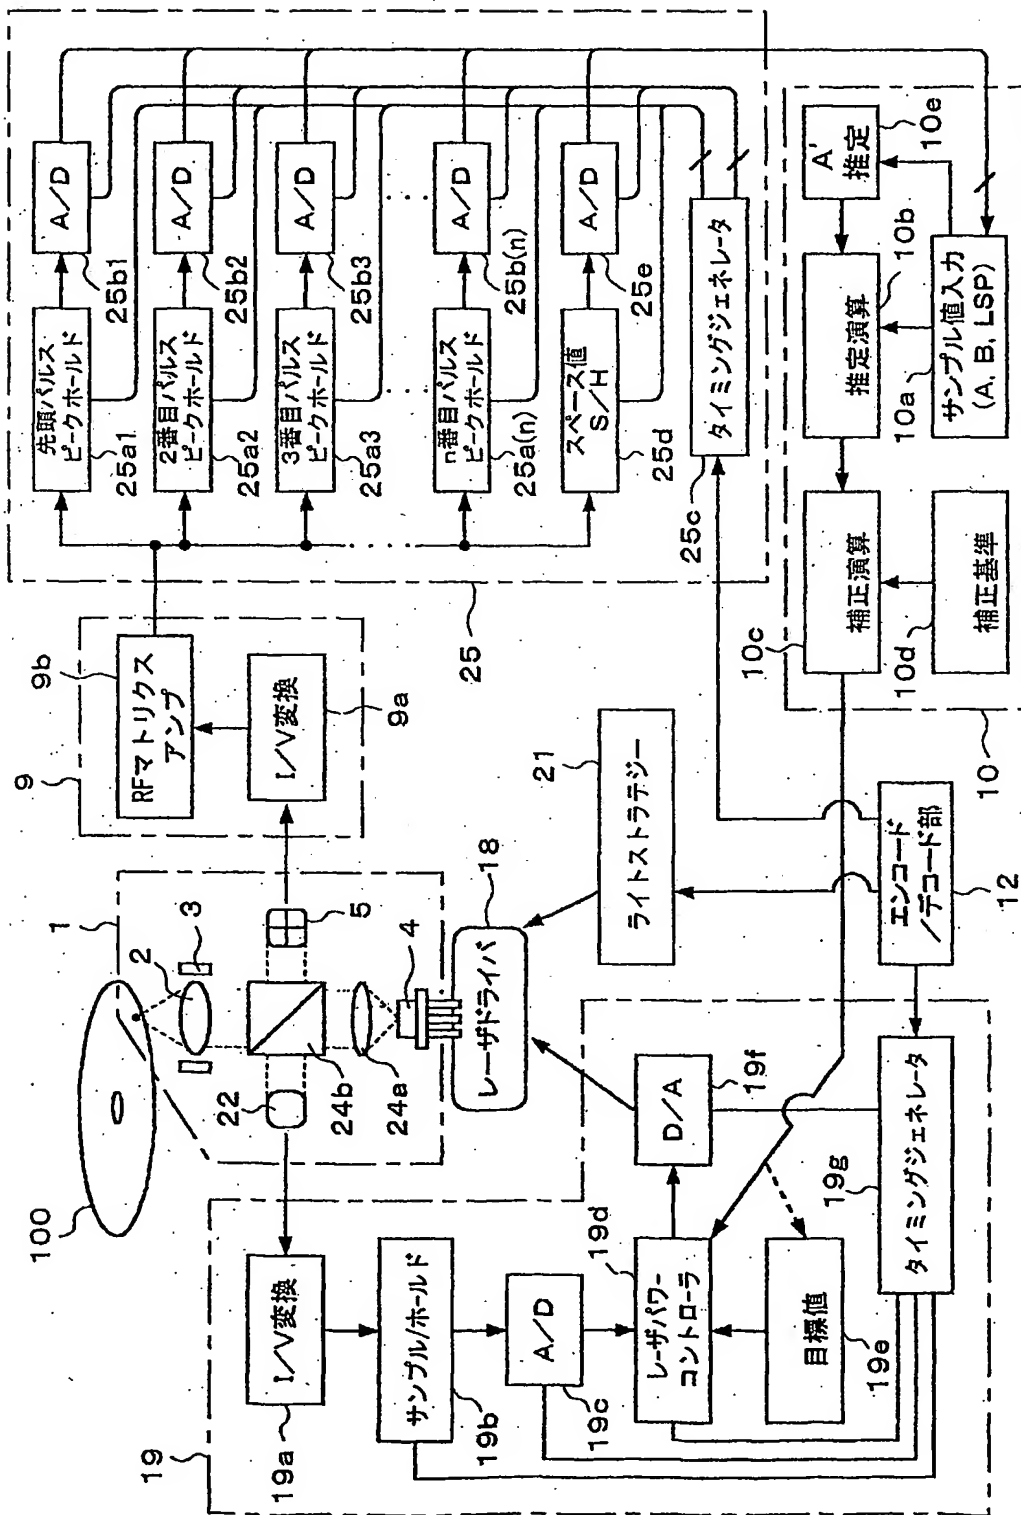 100
1
2
3
4
5
22
24b
24a
18
レーザドライバ
9
9b
RFマトリクス
アンプ
I/V変換
9a
25
先頭パルス
ピークホールド
25a1
A/D
25b1
2番目パルス
ピークホールド
25a2
A/D
25b2
3番目パルス
ピークホールド
25a3
A/D
25b3
n番目パルス
ピークホールド
25a(n)
A/D
25b(n)
スペース値
S/H
25d
A/D
25e
25c
タイミングジェネレータ
19
I/V変換
19a
サンプル/ホールド
19b
A/D
19c
19d
レーザパワー
コントローラ
D/A
19f
目標値
19e
19g
タイミングジェネレータ
21
ライトストラテジー
エンコード
/デコード部
12
10
10c
補正演算
10d
補正基準
推定演算
10b
A'
推定
10e
10a
サンプル値入力
(A, B, LSP)